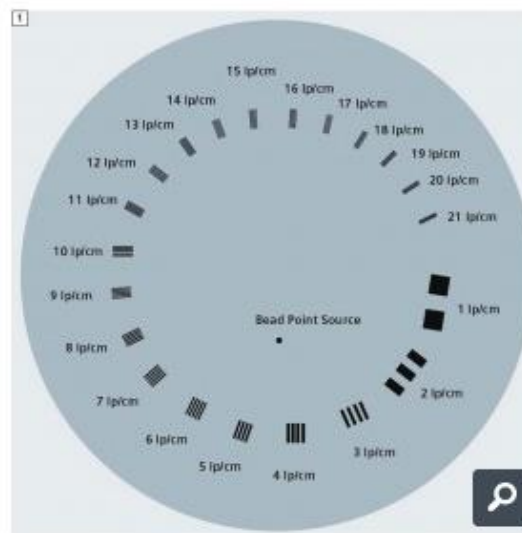 1
15 lp/cm
16 lp/cm
14 lp/cm
17 lp/cm
13 lp/cm
18 lp/cm
12 lp/cm
19 lp/cm
20 lp/cm
11 lp/cm
21 lp/cm
10 lp/cm
9 lp/cm
1 lp/cm
Bead Point Source
8 lp/cm
2 lp/cm
7 lp/cm
6 lp/cm
3 lp/cm
5 lp/cm
4 lp/cm